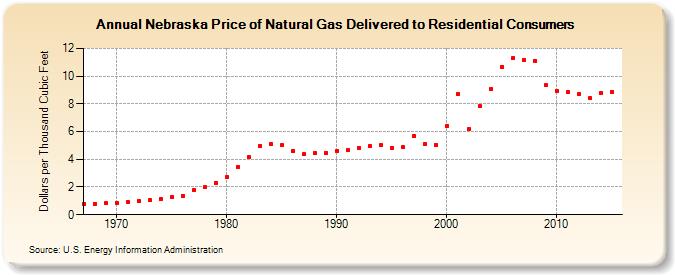 Annual Nebraska Price of Natural Gas Delivered to Residential Consumers
Dollars per Thousand Cubic Feet
12
10
8
6
4
2
0
1970 1980 1990 2000 2010
Source: U.S. Energy Information Administration